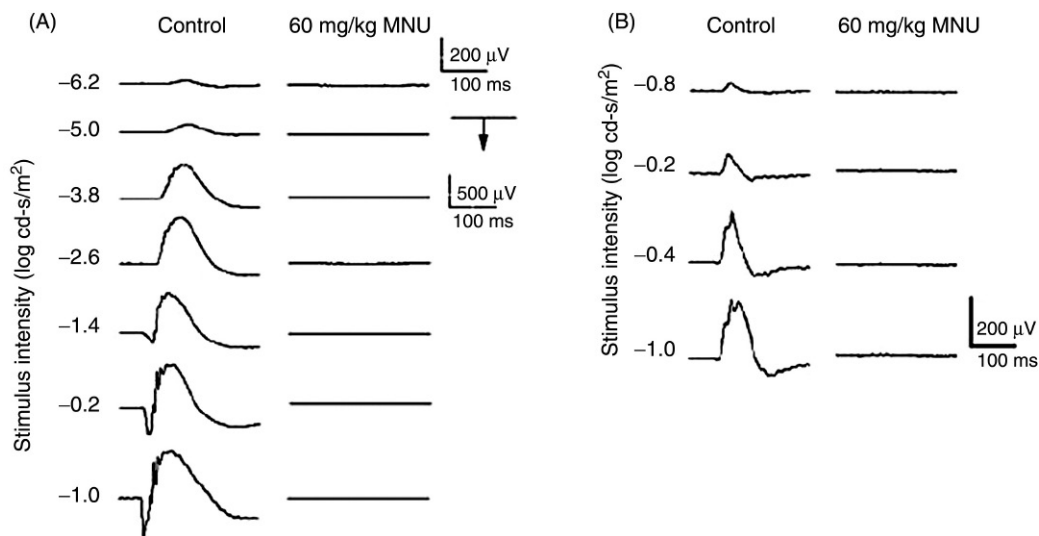 (A)
Control
60 mg/kg MNU
200 μV
100 ms
500 μV
100 ms
Stimulus intensity (log cd-s/m²)
−6.2
−5.0
−3.8
−2.6
−1.4
−0.2
−1.0
(B)
Control
60 mg/kg MNU
Stimulus intensity (log cd-s/m²)
−0.8
−0.2
−0.4
−1.0
200 μV
100 ms